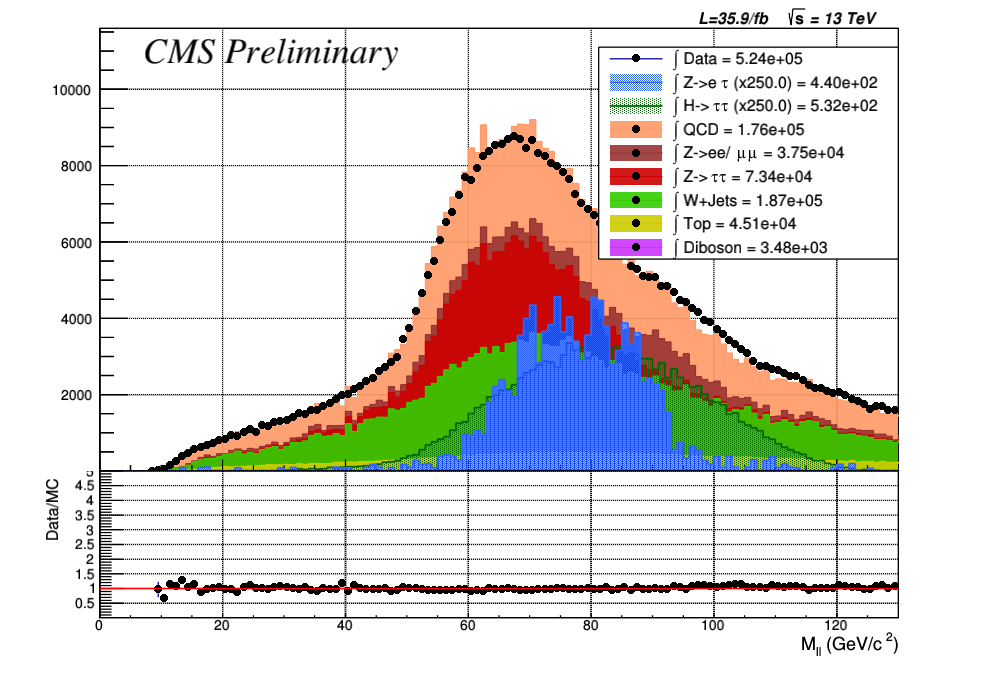 L=35.9/fb √s = 13 TeV
CMS Preliminary
∫ Data = 5.24e+05
∫ Z->e τ (x250.0) = 4.40e+02
∫ H-> ττ (x250.0) = 5.32e+02
∫ QCD = 1.76e+05
∫ Z->ee/ μμ = 3.75e+04
∫ Z-> ττ = 7.34e+04
∫ W+Jets = 1.87e+05
∫ Top = 4.51e+04
∫ Diboson = 3.48e+03
10000
8000
6000
4000
2000
Data/MC
5
4.5
4
3.5
3
2.5
2
1.5
1
0.5
0 20 40 60 80 100 120
M_ll (GeV/c²)